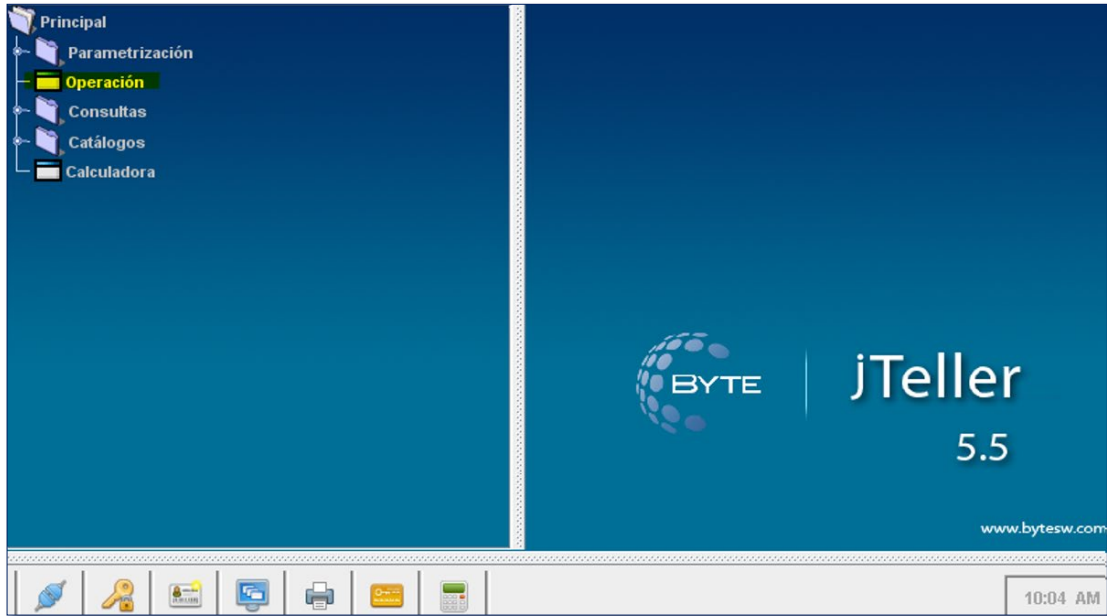 Principal
Parametrización
Operación
Consultas
Catálogos
Calculadora
BYTE
jTeller
5.5
www.bytesw.com
10:04 AM